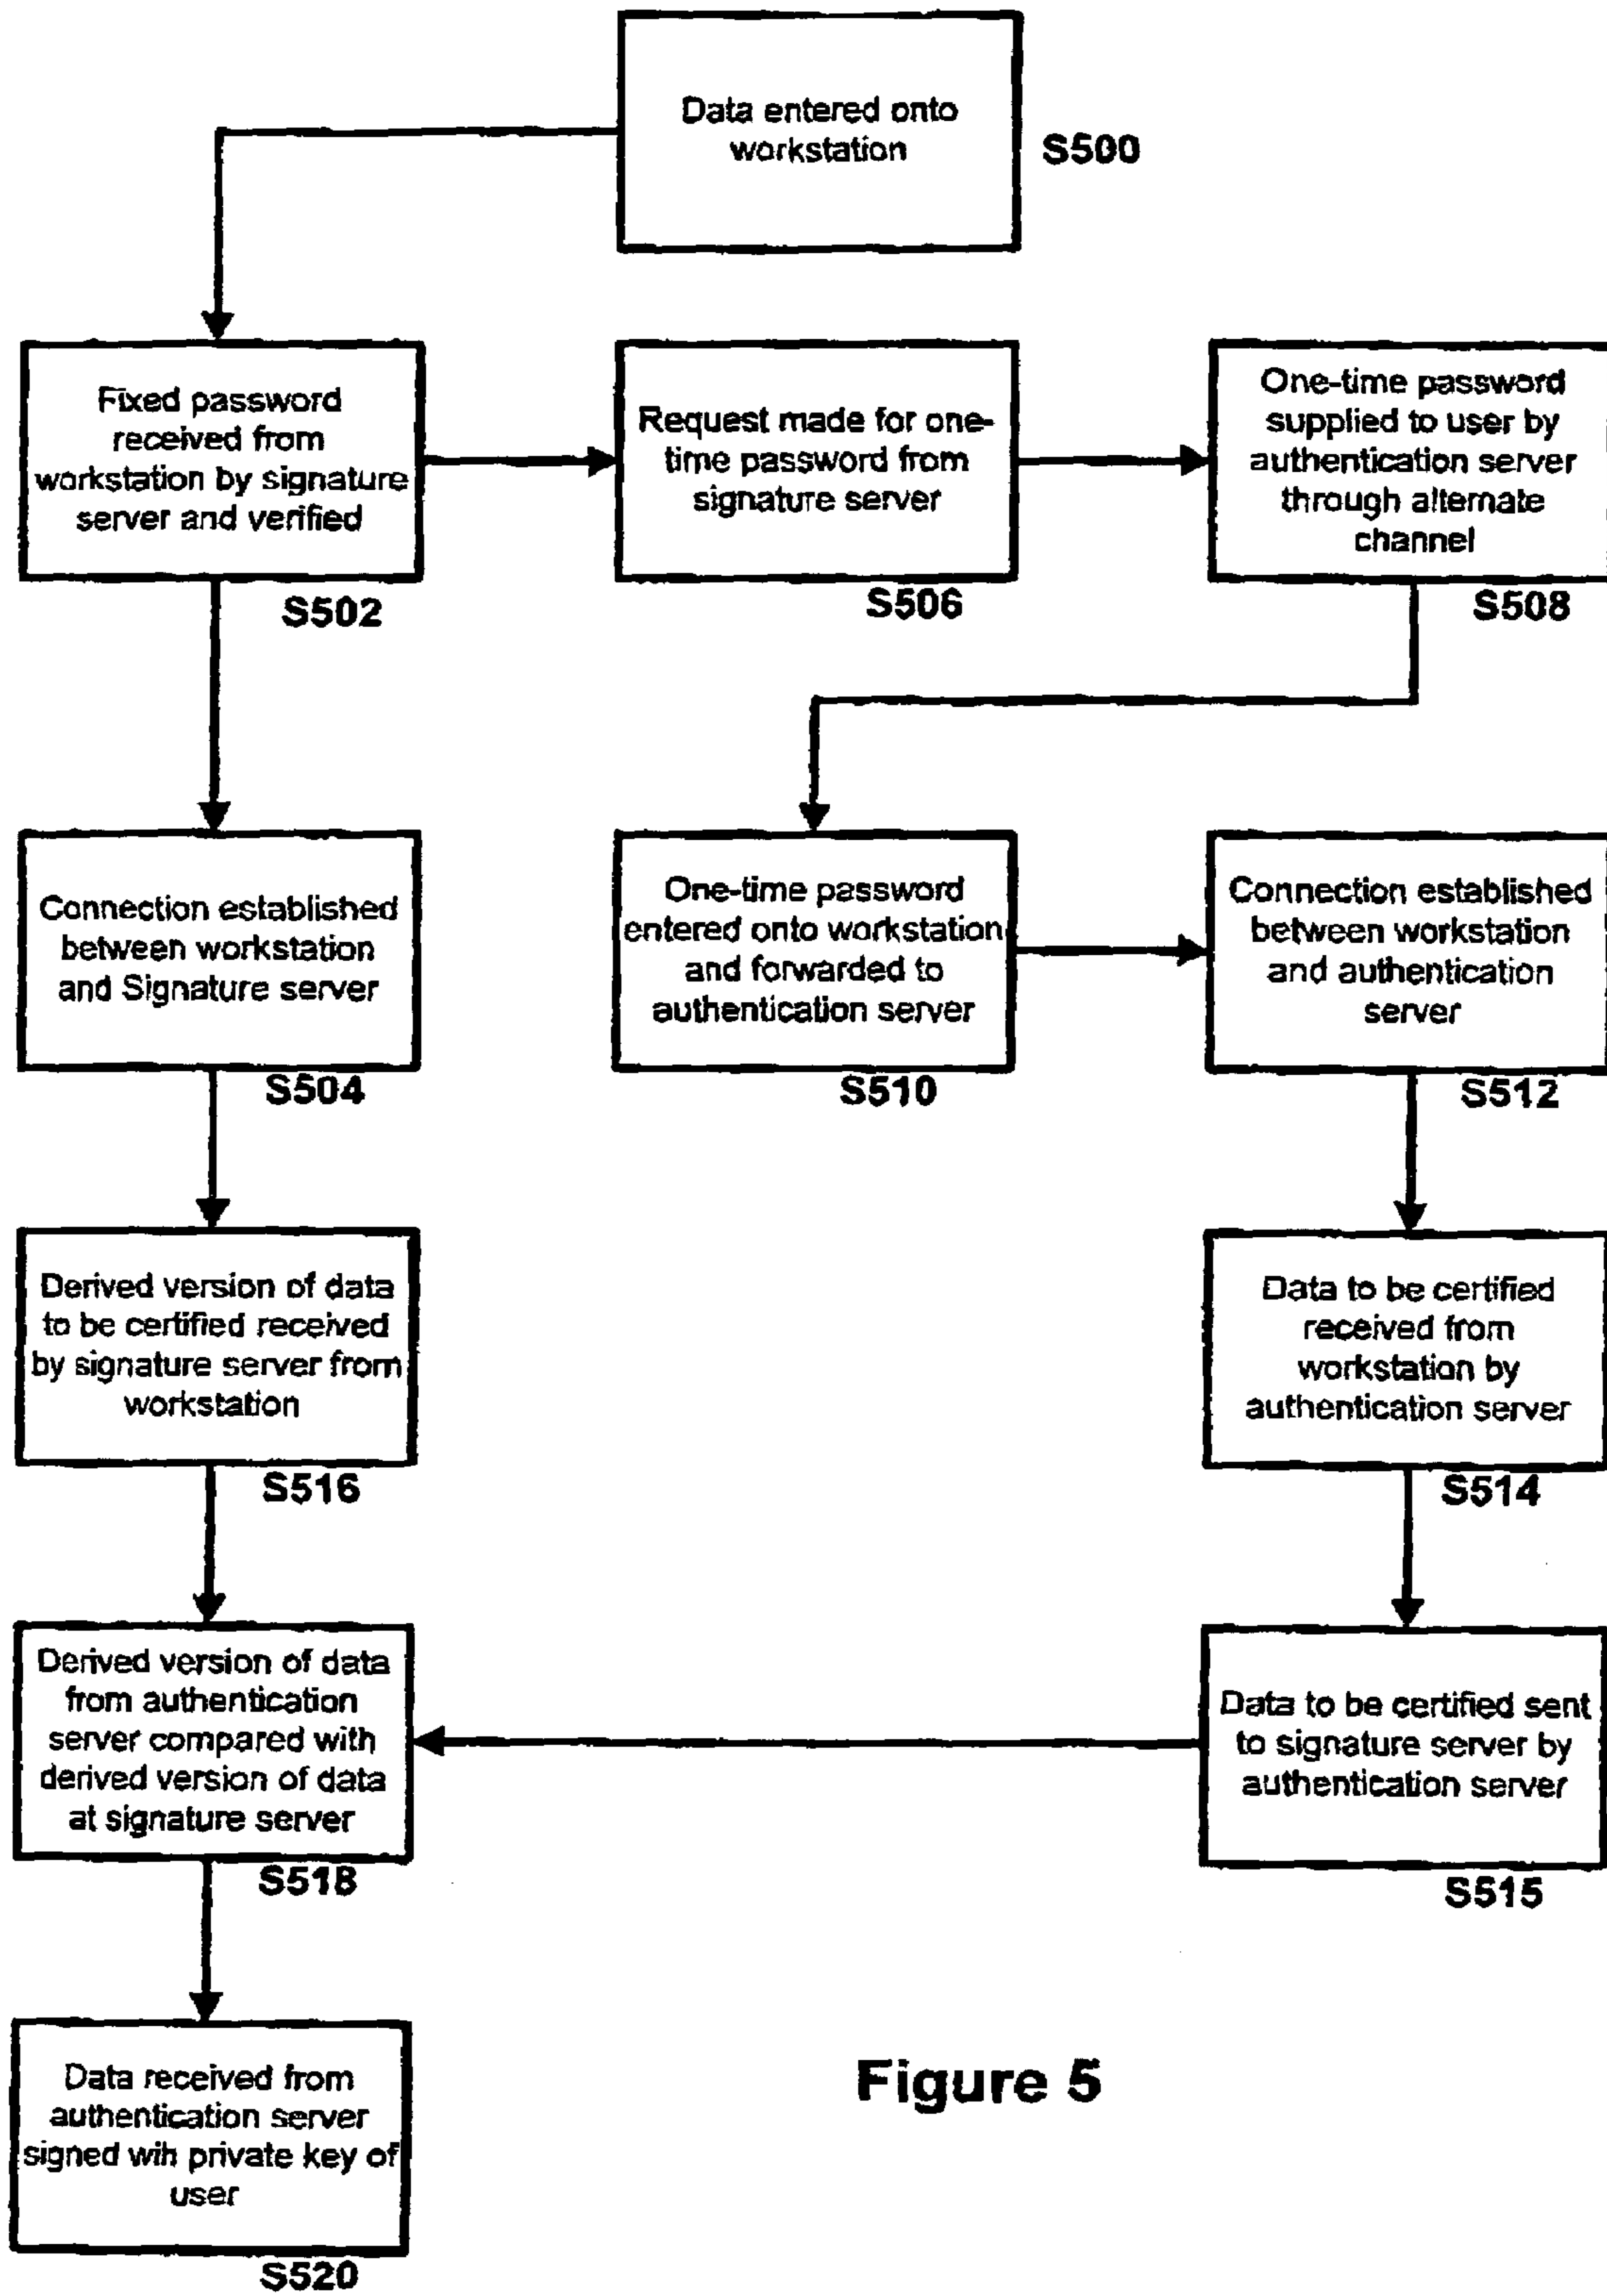 Data entered onto
workstation
S500
Fixed password
received from
workstation by signature
server and verified
S502
Request made for one-
time password from
signature server
S506
One-time password
supplied to user by
authentication server
through alternate
channel
S508
Connection established
between workstation
and Signature server
S504
One-time password
entered onto workstation
and forwarded to
authentication server
S510
Connection established
between workstation
and authentication
server
S512
Derived version of data
to be certified received
by signature server from
workstation
S516
Data to be certified
received from
workstation by
authentication server
S514
Derived version of data
from authentication
server compared with
derived version of data
at signature server
S518
Data to be certified sent
to signature server by
authentication server
S515
Data received from
authentication server
signed wih private key of
user
S520
Figure 5